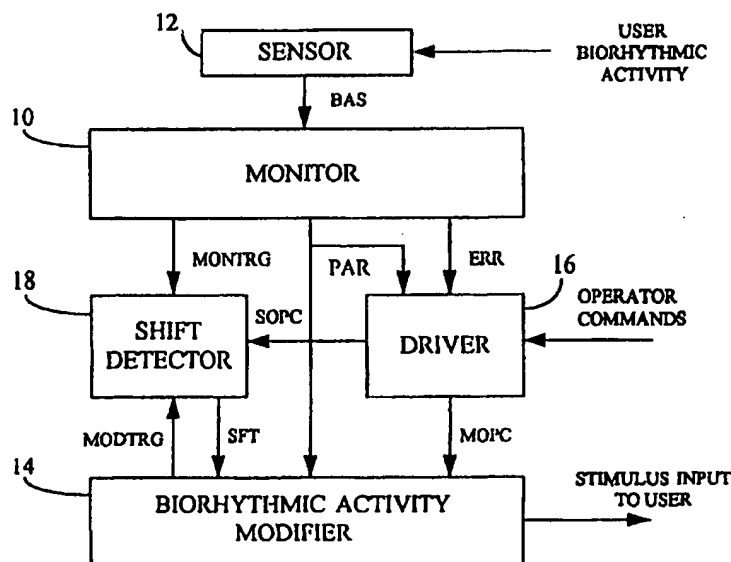 12
SENSOR
USER
BIORHYTHMIC
ACTIVITY
BAS
10
MONITOR
MONTRG
PAR
ERR
18
16
SHIFT
DETECTOR
SOPC
DRIVER
OPERATOR
COMMANDS
MODTRG
SFT
MOPC
14
BIORHYTHMIC ACTIVITY
MODIFIER
STIMULUS INPUT
TO USER